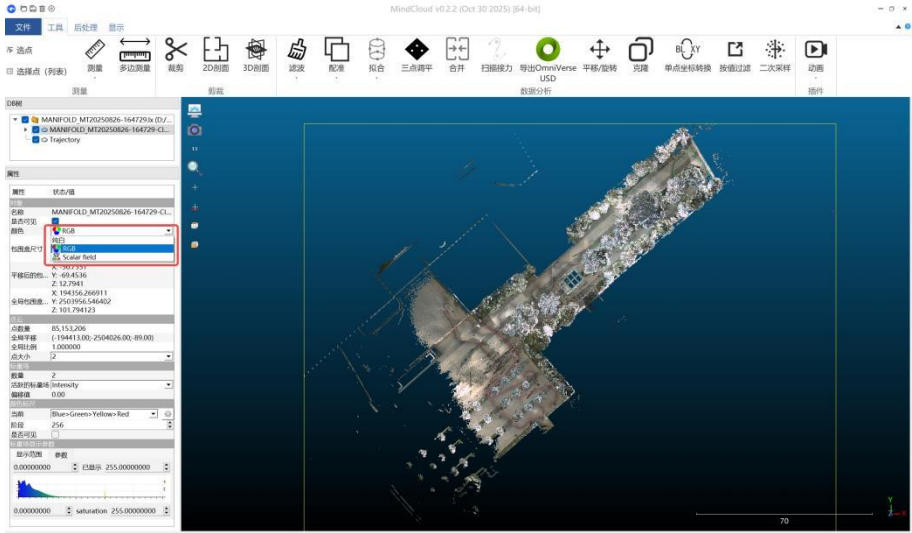 MindCloud v0.2.2 (Oct 30 2025) [64-bit]
文件 工具 后处理 显示
选点
选择点（列表）
测量 多边测量 裁剪 2D剖面 3D剖面 滤波 配准 拟合 三点调平 合并 扫描接力 导出OmniVerse USD 平移/旋转 克隆 单点坐标转换 按值过滤 二次采样 动画
测量 剪裁 数据分析 插件
DB树
MANIFOLD_MT20250826-164729.lx (D:/...
MANIFOLD_MT20250826-164729-Cl...
Trajectory
属性
属性 状态/值
名称 MANIFOLD_MT20250826-164729-Cl...
是否可见
颜色 RGB
纯白
RGB
Scalar field
包围盒尺寸
平移后的包... Y: -69.4536
Z: 12.7941
X: 194356.266911
全局包围盒... Y: 2503956.546402
Z: 101.794123
点云
点数量 85,153,206
全局平移 (-194413.00;-2504026.00;-89.00)
全局比例 1.000000
点大小 2
标量场
数量 2
活跃的标量场 Intensity
偏移值 0.00
当前 Blue>Green>Yellow>Red
阶段 256
是否可见
标量场显示参数
显示范围 参数
0.00000000 已显示 255.00000000
0.00000000 saturation 255.00000000
1:1
70
Y
Z
X